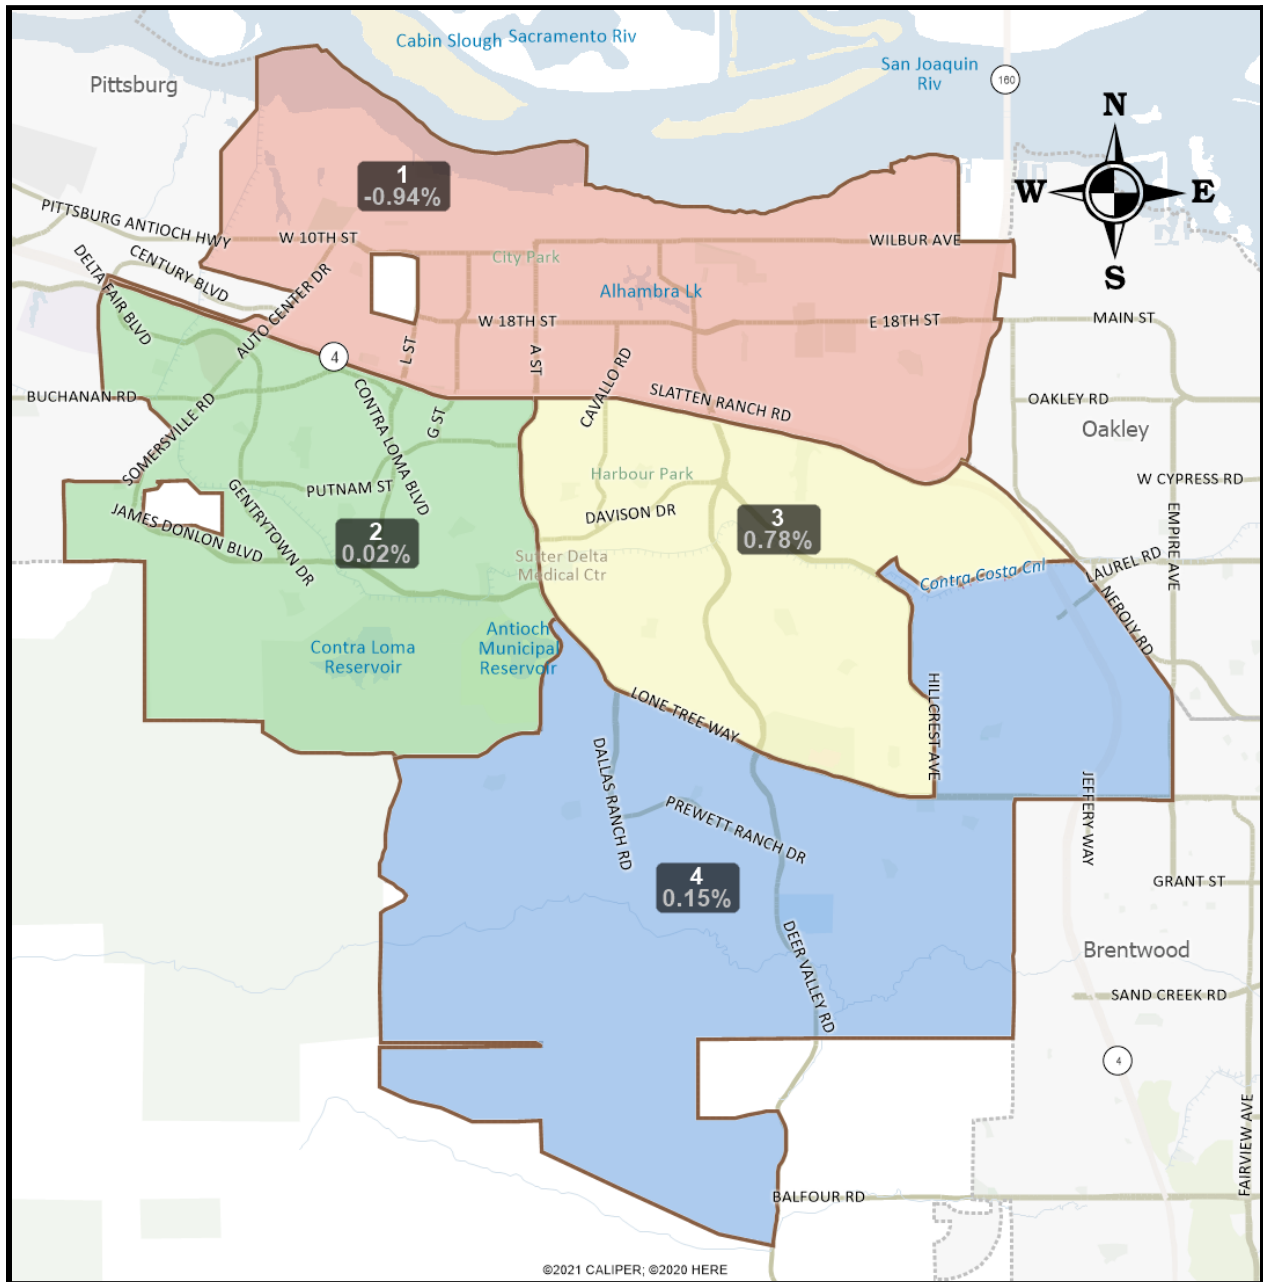 Cabin Slough
Sacramento Riv
San Joaquin
Riv
160
Pittsburg
N
W
E
S
1
-0.94%
PITTSBURG ANTIOCH HWY
W 10TH ST
WILBUR AVE
CENTURY BLVD
City Park
DELTA FAIR BLVD
AUTO CENTER DR
Alhambra Lk
W 18TH ST
E 18TH ST
MAIN ST
4
L ST
A ST
CAVALLO RD
SLATTEN RANCH RD
BUCHANAN RD
OAKLEY RD
CONTRA LOMA BLVD
G ST
Oakley
SOMERSVILLE RD
Harbour Park
W CYPRESS RD
PUTNAM ST
GENTRYTOWN DR
JAMES DONLON BLVD
DAVISON DR
2
0.02%
3
0.78%
EMPIRE AVE
Sutter Delta
Medical Ctr
Contra Costa Cnl
LAUREL RD
NEROLY RD
Contra Loma
Reservoir
Antioch
Municipal
Reservoir
LONE TREE WAY
HILLCREST AVE
DALLAS RANCH RD
PREWETT RANCH DR
JEFFERY WAY
4
0.15%
GRANT ST
DEER VALLEY RD
Brentwood
SAND CREEK RD
4
FAIRVIEW AVE
BALFOUR RD
©2021 CALIPER; ©2020 HERE